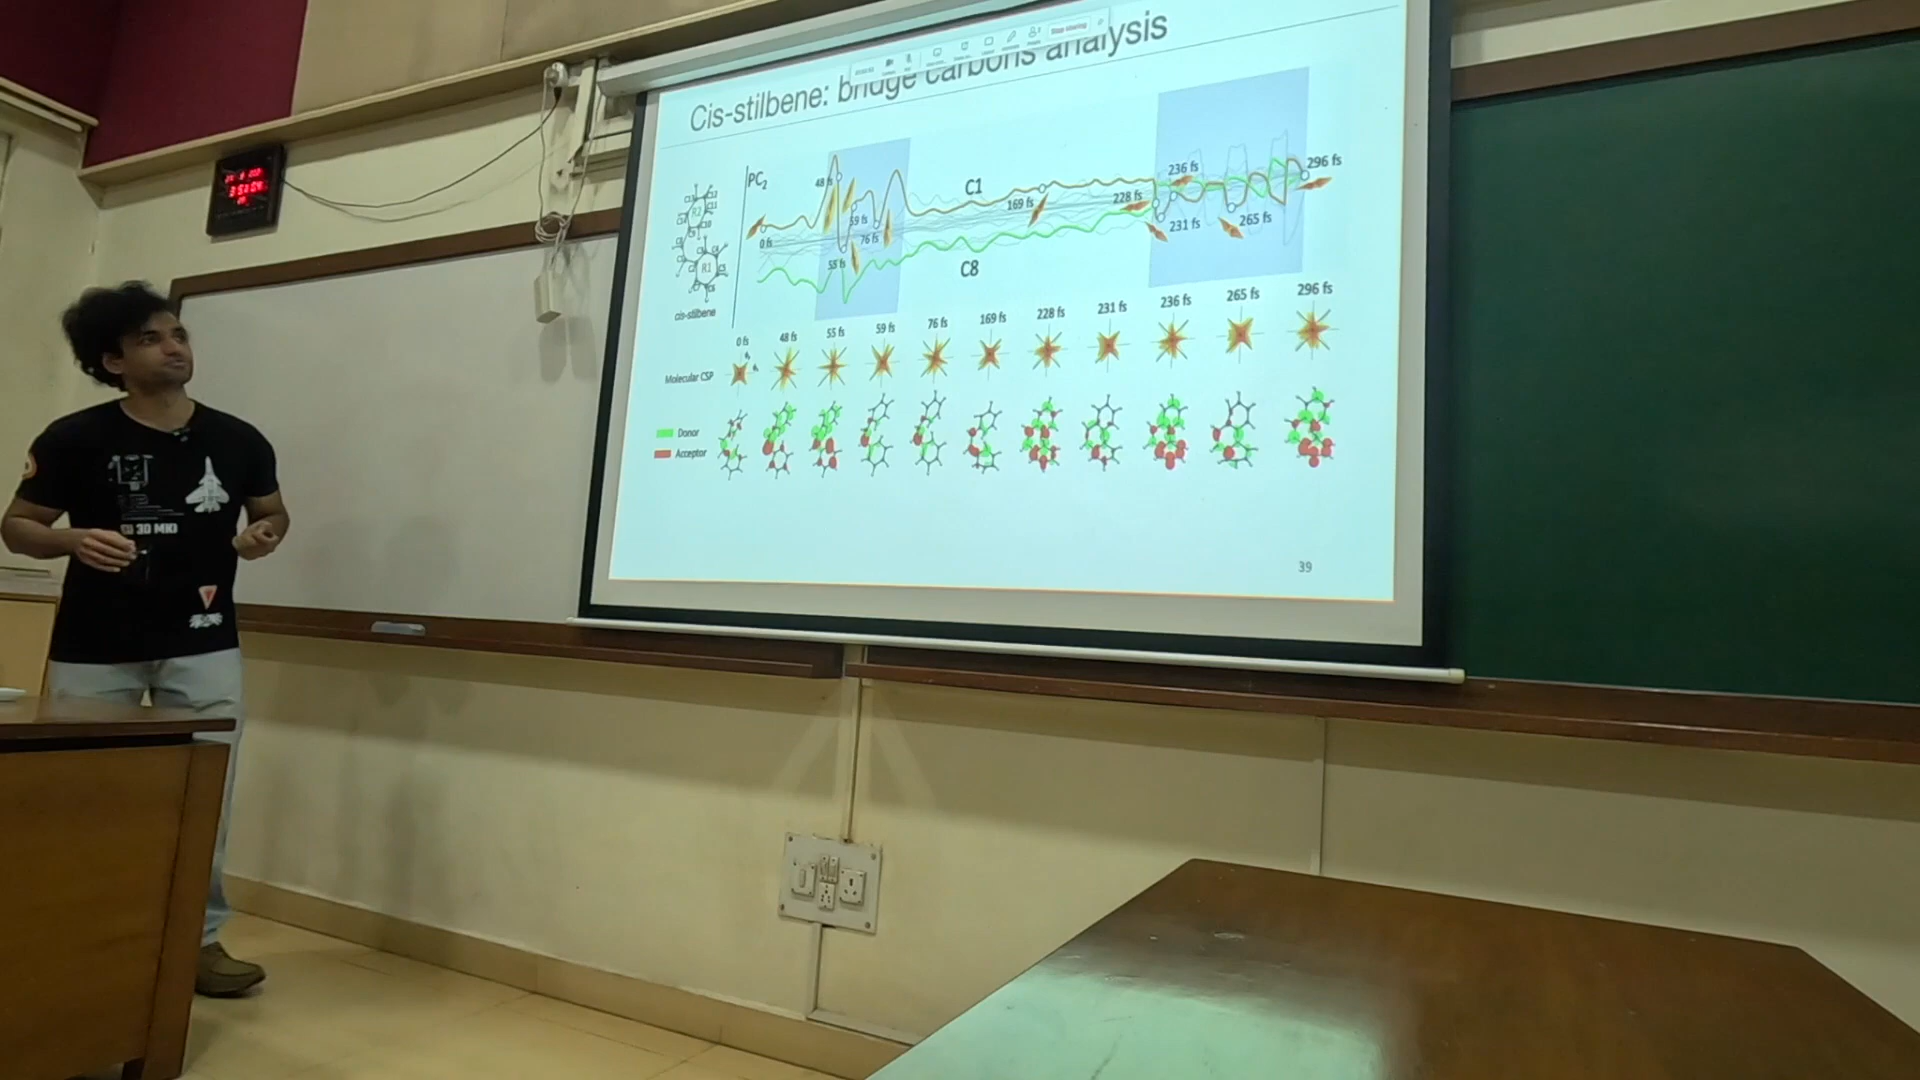 Cis-stilbene: bridge carbons analysis
Stop sharing
PC2
48 fs
C1
236 fs
296 fs
169 fs
228 fs
59 fs
231 fs
265 fs
0 fs
76 fs
55 fs
C8
R2
R1
cis-stilbene
0 fs
48 fs
55 fs
59 fs
76 fs
169 fs
228 fs
231 fs
236 fs
265 fs
296 fs
Molecular CSP
Donor
Acceptor
39
30 MKI